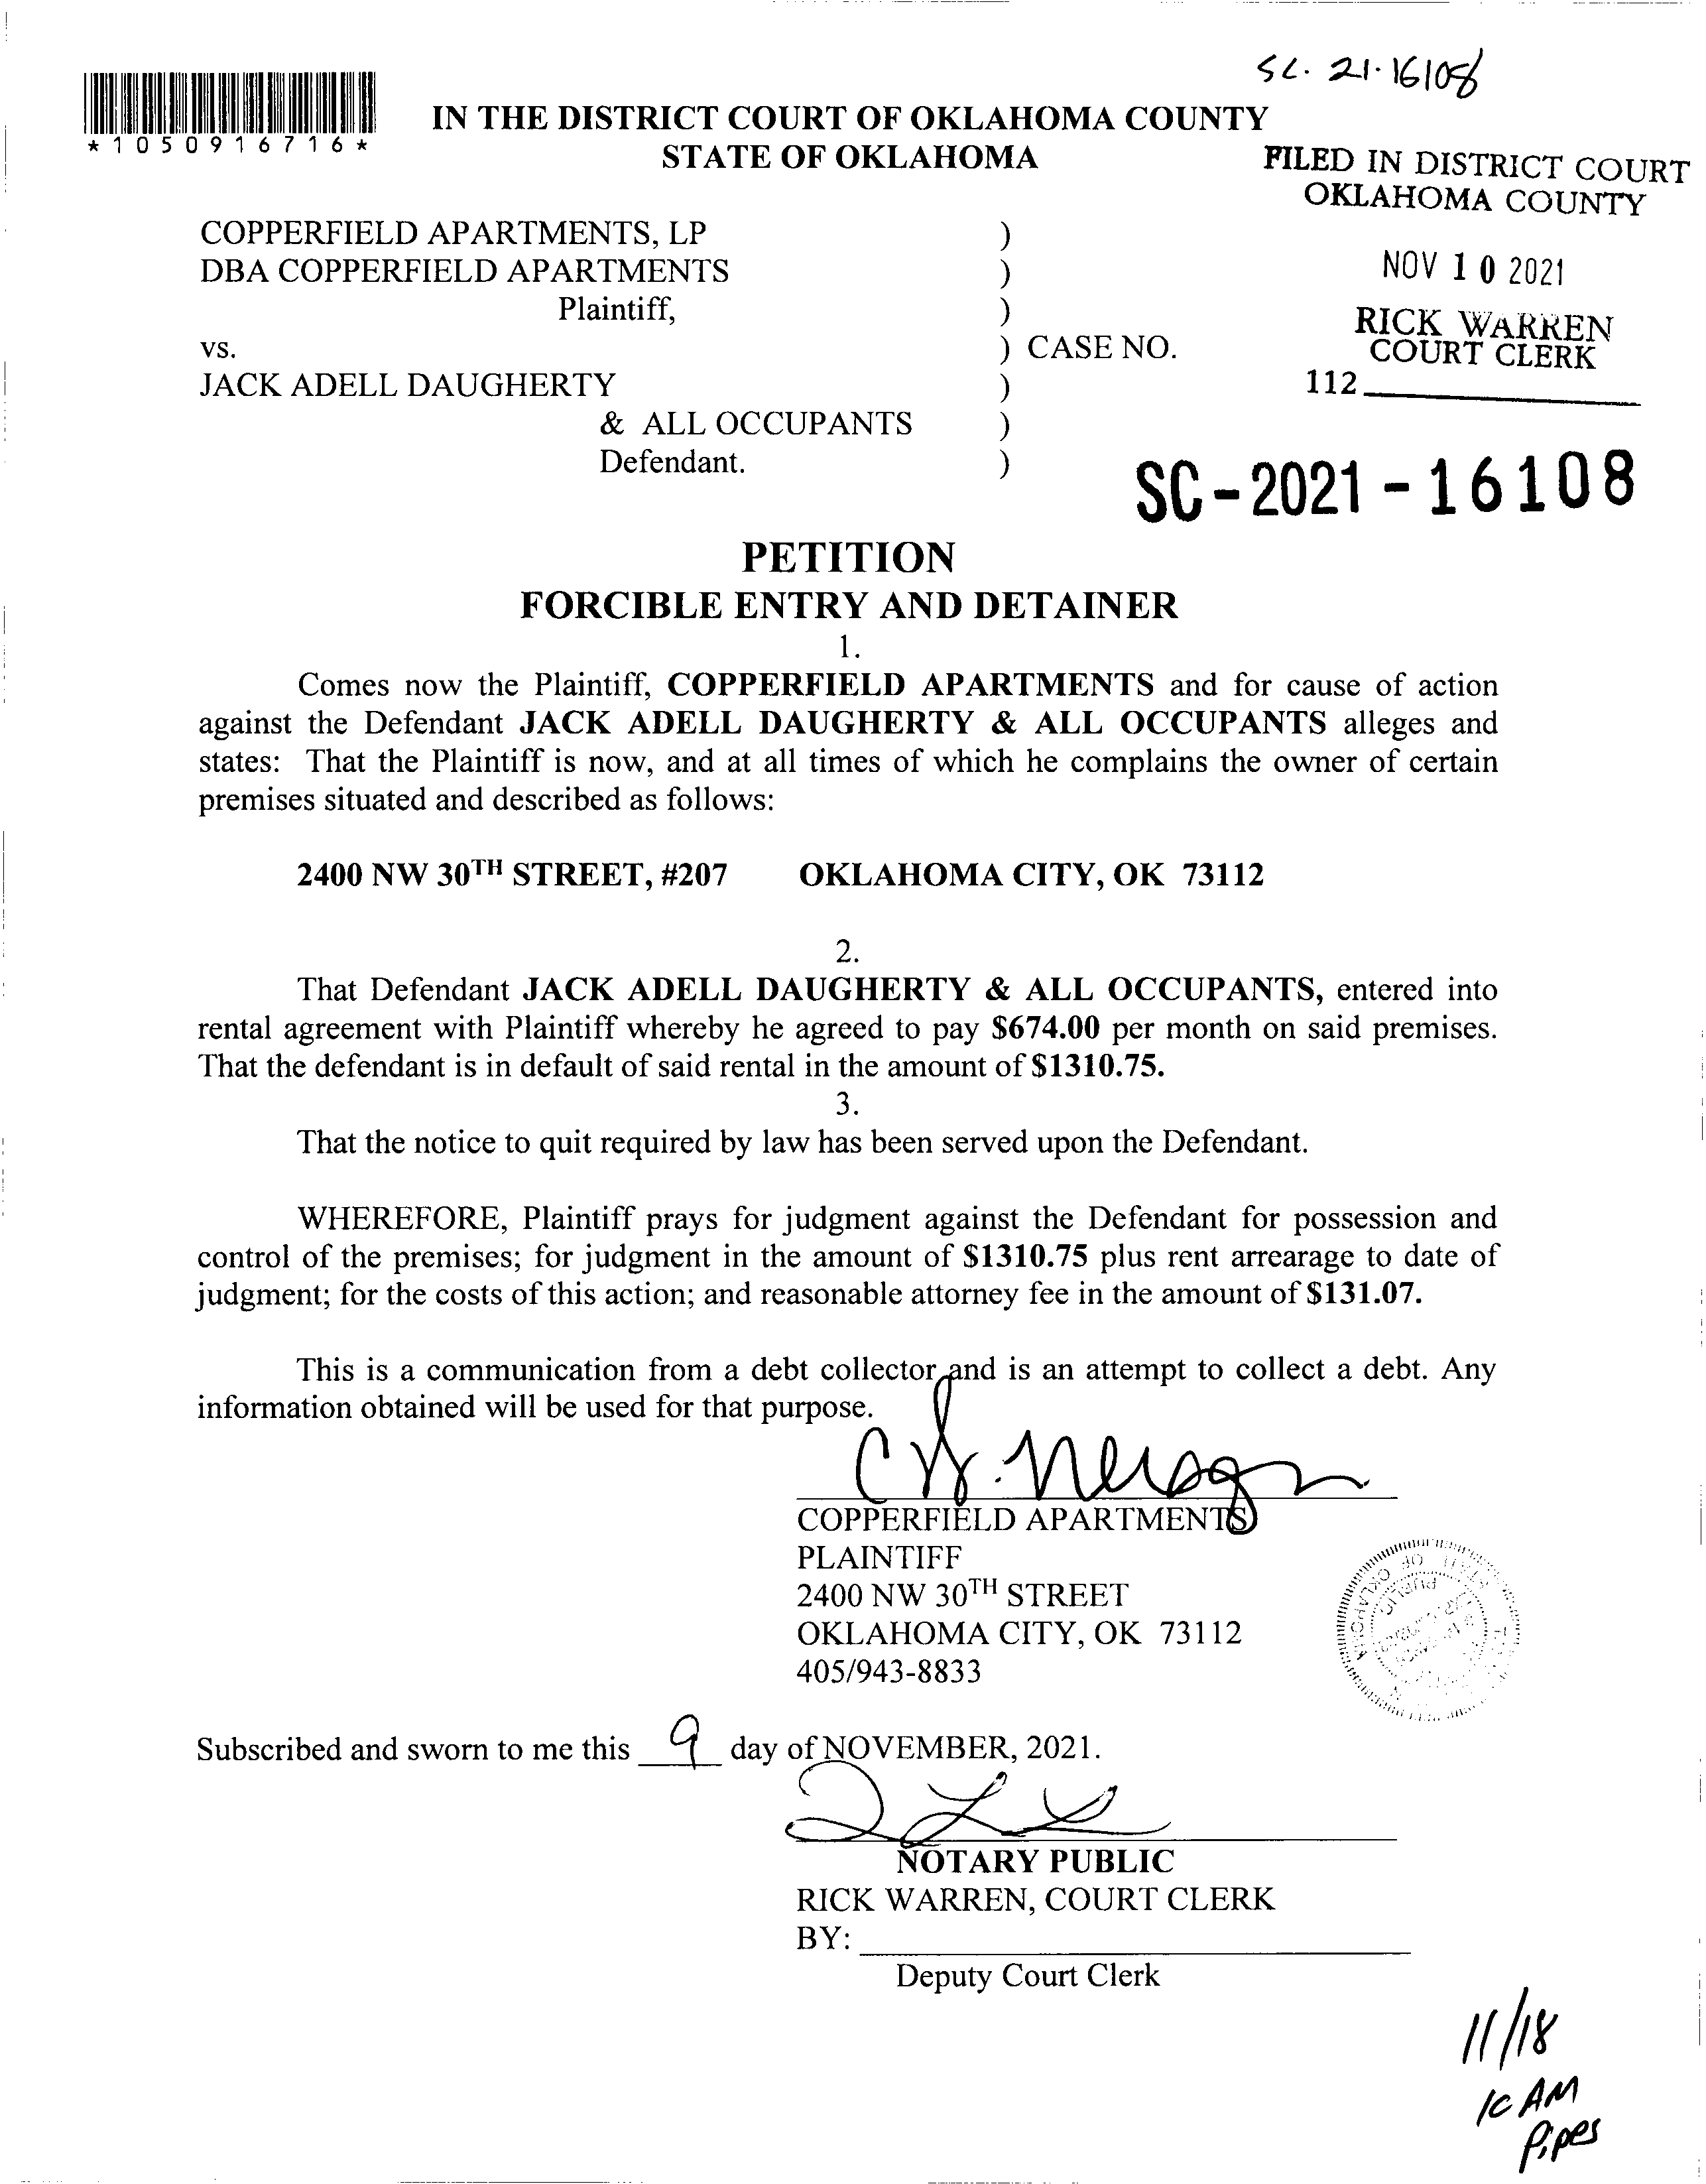 SC. 21-16108
*1050916716*
IN THE DISTRICT COURT OF OKLAHOMA COUNTY
STATE OF OKLAHOMA
FILED IN DISTRICT COURT
OKLAHOMA COUNTY
COPPERFIELD APARTMENTS, LP )
DBA COPPERFIELD APARTMENTS )
NOV 10 2021
Plaintiff, )
RICK WARREN
vs. ) CASE NO.
COURT CLERK
JACK ADELL DAUGHERTY )
112
& ALL OCCUPANTS )
Defendant. )
SC-2021-16108
PETITION
FORCIBLE ENTRY AND DETAINER
1.
Comes now the Plaintiff, COPPERFIELD APARTMENTS and for cause of action
against the Defendant JACK ADELL DAUGHERTY & ALL OCCUPANTS alleges and
states: That the Plaintiff is now, and at all times of which he complains the owner of certain
premises situated and described as follows:
2400 NW 30TH STREET, #207 OKLAHOMA CITY, OK 73112
2.
That Defendant JACK ADELL DAUGHERTY & ALL OCCUPANTS, entered into
rental agreement with Plaintiff whereby he agreed to pay $674.00 per month on said premises.
That the defendant is in default of said rental in the amount of $1310.75.
3.
That the notice to quit required by law has been served upon the Defendant.
WHEREFORE, Plaintiff prays for judgment against the Defendant for possession and
control of the premises; for judgment in the amount of $1310.75 plus rent arrearage to date of
judgment; for the costs of this action; and reasonable attorney fee in the amount of $131.07.
This is a communication from a debt collector and is an attempt to collect a debt. Any
information obtained will be used for that purpose.
COPPERFIELD APARTMENTS
PLAINTIFF
2400 NW 30TH STREET
OKLAHOMA CITY, OK 73112
405/943-8833
Subscribed and sworn to me this 9 day of NOVEMBER, 2021.
NOTARY PUBLIC
RICK WARREN, COURT CLERK
BY:
Deputy Court Clerk
11/18
10 AM
Pipes